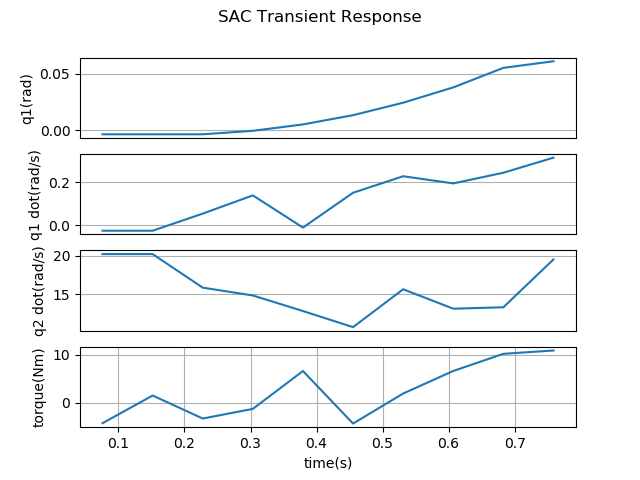 SAC Transient Response
q1(rad)
0.05
0.00
q1 dot(rad/s)
0.2
0.0
q2 dot(rad/s)
20
15
torque(Nm)
10
0
0.1 0.2 0.3 0.4 0.5 0.6 0.7
time(s)